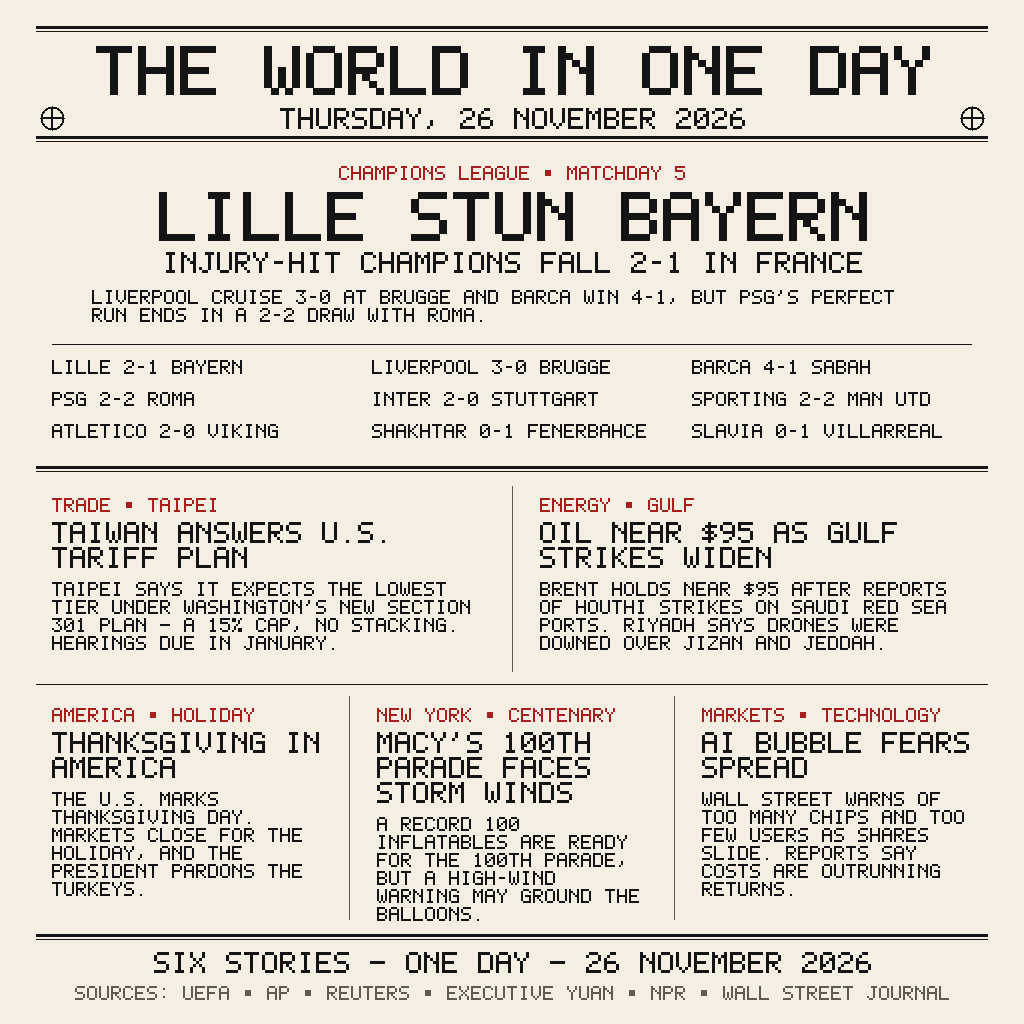 THE WORLD IN ONE DAY
THURSDAY, 26 NOVEMBER 2026
CHAMPIONS LEAGUE ▪ MATCHDAY 5
LILLE STUN BAYERN
INJURY-HIT CHAMPIONS FALL 2-1 IN FRANCE
LIVERPOOL CRUISE 3-0 AT BRUGGE AND BARCA WIN 4-1, BUT PSG'S PERFECT
RUN ENDS IN A 2-2 DRAW WITH ROMA.
LILLE 2-1 BAYERN
LIVERPOOL 3-0 BRUGGE
BARCA 4-1 SABAH
PSG 2-2 ROMA
INTER 2-0 STUTTGART
SPORTING 2-2 MAN UTD
ATLETICO 2-0 VIKING
SHAKHTAR 0-1 FENERBAHCE
SLAVIA 0-1 VILLARREAL
TRADE ▪ TAIPEI
TAIWAN ANSWERS U.S.
TARIFF PLAN
TAIPEI SAYS IT EXPECTS THE LOWEST
TIER UNDER WASHINGTON'S NEW SECTION
301 PLAN — A 15% CAP, NO STACKING.
HEARINGS DUE IN JANUARY.
ENERGY ▪ GULF
OIL NEAR $95 AS GULF
STRIKES WIDEN
BRENT HOLDS NEAR $95 AFTER REPORTS
OF HOUTHI STRIKES ON SAUDI RED SEA
PORTS. RIYADH SAYS DRONES WERE
DOWNED OVER JIZAN AND JEDDAH.
AMERICA ▪ HOLIDAY
THANKSGIVING IN
AMERICA
THE U.S. MARKS
THANKSGIVING DAY.
MARKETS CLOSE FOR THE
HOLIDAY, AND THE
PRESIDENT PARDONS THE
TURKEYS.
NEW YORK ▪ CENTENARY
MACY'S 100TH
PARADE FACES
STORM WINDS
A RECORD 100
INFLATABLES ARE READY
FOR THE 100TH PARADE,
BUT A HIGH-WIND
WARNING MAY GROUND THE
BALLOONS.
MARKETS ▪ TECHNOLOGY
AI BUBBLE FEARS
SPREAD
WALL STREET WARNS OF
TOO MANY CHIPS AND TOO
FEW USERS AS SHARES
SLIDE. REPORTS SAY
COSTS ARE OUTRUNNING
RETURNS.
SIX STORIES — ONE DAY — 26 NOVEMBER 2026
SOURCES: UEFA ▪ AP ▪ REUTERS ▪ EXECUTIVE YUAN ▪ NPR ▪ WALL STREET JOURNAL